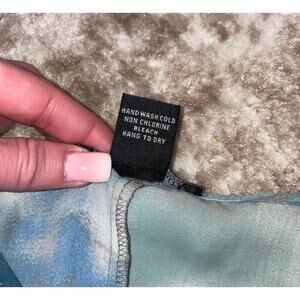 HAND WASH COLD
NON CHLORINE
BLEACH
HANG TO DRY